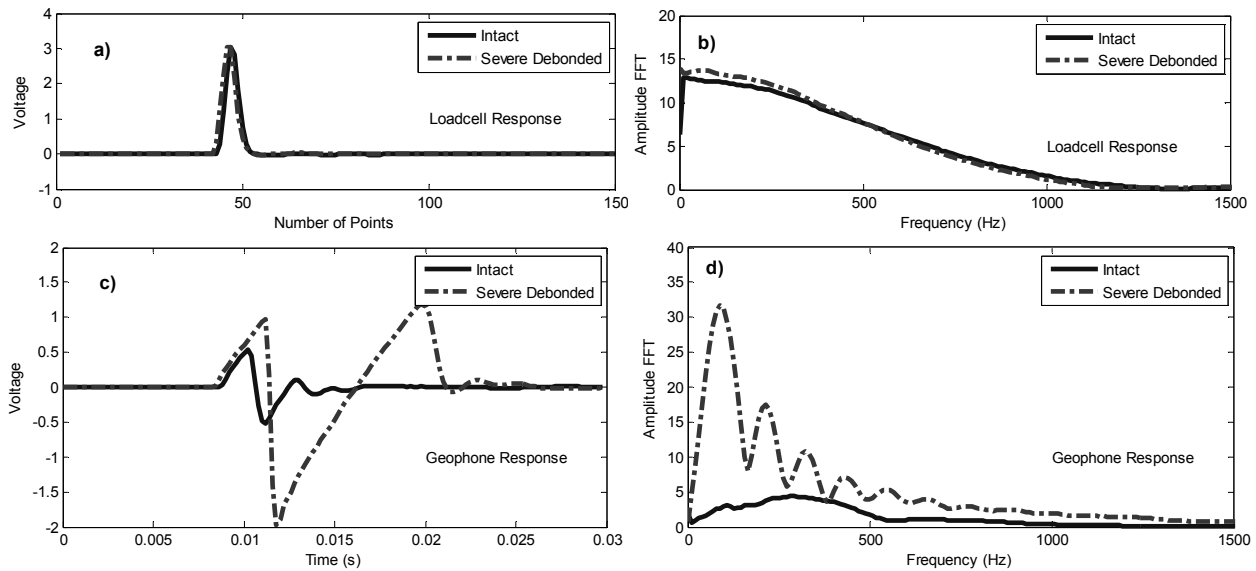 4
3
2
1
0
-1
0
50
100
150
Voltage
Number of Points
a)
Intact
Severe Debonded
Loadcell Response
20
15
10
5
0
0
500
1000
1500
Amplitude FFT
Frequency (Hz)
b)
Intact
Severe Debonded
Loadcell Response
2
1.5
1
0.5
0
-0.5
-1
-1.5
-2
0
0.005
0.01
0.015
0.02
0.025
0.03
Voltage
Time (s)
c)
Intact
Severe Debonded
Geophone Response
40
35
30
25
20
15
10
5
0
0
500
1000
1500
Amplitude FFT
Frequency (Hz)
d)
Intact
Severe Debonded
Geophone Response